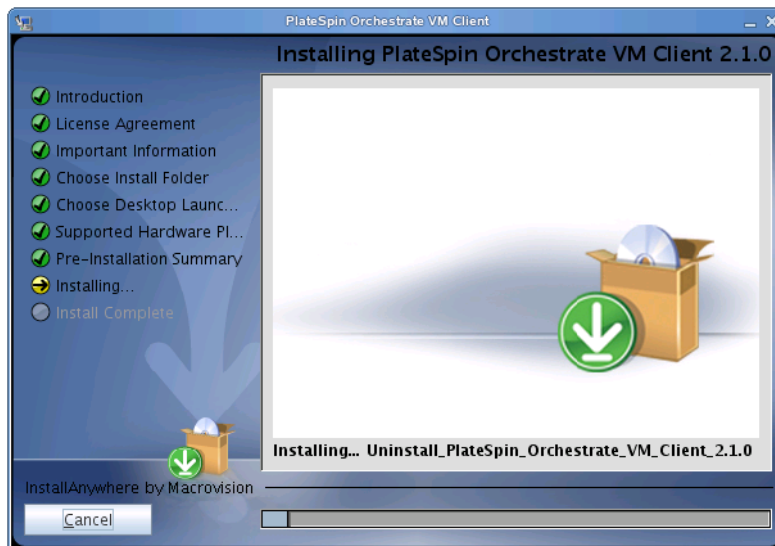 PlateSpin Orchestrate VM Client
Installing PlateSpin Orchestrate VM Client 2.1.0
Introduction
License Agreement
Important Information
Choose Install Folder
Choose Desktop Launc...
Supported Hardware Pl...
Pre-Installation Summary
Installing...
Install Complete
Installing... Uninstall_PlateSpin_Orchestrate_VM_Client_2.1.0
InstallAnywhere by Macrovision
Cancel